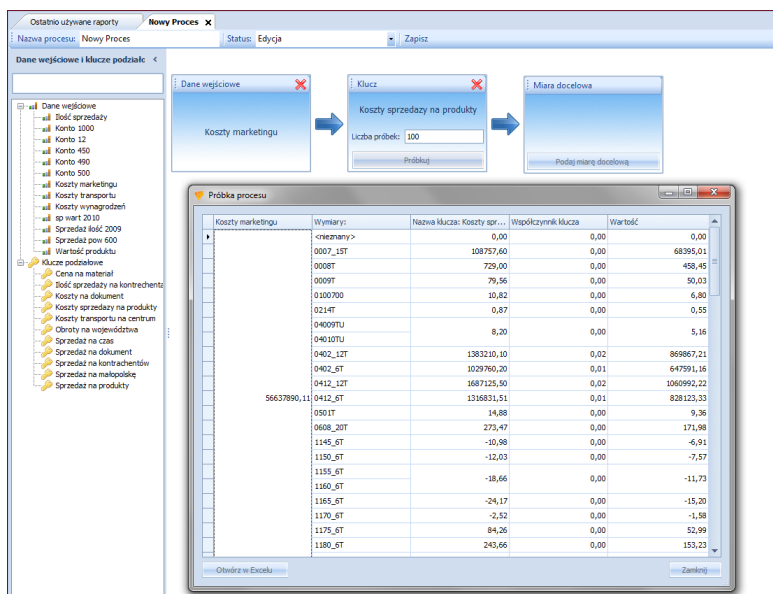 Ostatnio używane raporty
Nowy Proces x
Nazwa procesu: Nowy Proces Status: Edycja Zapisz
Dane wejściowe i klucze podziałc <
Dane wejściowe
Ilość sprzedaży
Konto 1000
Konto 12
Konto 450
Konto 490
Konto 500
Koszty marketingu
Koszty transportu
Koszty wynagrodzeń
sp wart 2010
Sprzedaż ilość 2009
Sprzedaż pow 600
Wartość produktu
Klucze podziałowe
Cena na materiał
Ilość sprzedaży na kontrechenta
Koszty na dokument
Koszty sprzedazy na produkty
Koszty transportu na centrum
Obroty na województwa
Sprzedaż na czas
Sprzedaż na dokument
Sprzedaż na kontrachentów
Sprzedaż na małopolskę
Sprzedaż na produkty
Dane wejściowe
Koszty marketingu
Klucz
Koszty sprzedazy na produkty
Liczba próbek: 100
Próbkuj
Miara docelowa
Podaj miarę docelową
Próbka procesu
Koszty marketingu Wymiary: Nazwa klucza: Koszty spr... Współczynnik klucza Wartość
<nieznany> 0,00 0,00 0,00
0007_15T 108757,60 0,00 68395,01
0008T 729,00 0,00 458,45
0009T 79,56 0,00 50,03
0100700 10,82 0,00 6,80
0214T 0,87 0,00 0,55
04009TU
8,20 0,00 5,16
04010TU
0402_12T 1383210,10 0,02 869867,21
0402_6T 1029760,20 0,01 647591,16
0412_12T 1687125,50 0,02 1060992,22
56637890,11 0412_6T 1316831,51 0,01 828123,33
0501T 14,88 0,00 9,36
0608_20T 273,47 0,00 171,98
1145_6T -10,98 0,00 -6,91
1150_6T -12,03 0,00 -7,57
1155_6T
-18,66 0,00 -11,73
1160_6T
1165_6T -24,17 0,00 -15,20
1170_6T -2,52 0,00 -1,58
1175_6T 84,26 0,00 52,99
1180_6T 243,66 0,00 153,23
Otwórz w Excelu
Zamknij